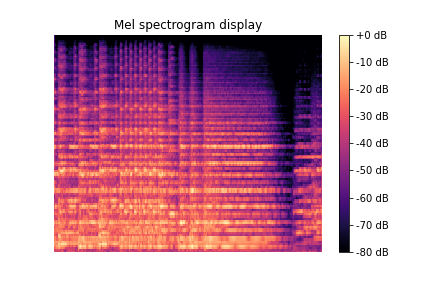 Mel spectrogram display
+0 dB
-10 dB
-20 dB
-30 dB
-40 dB
-50 dB
-60 dB
-70 dB
-80 dB